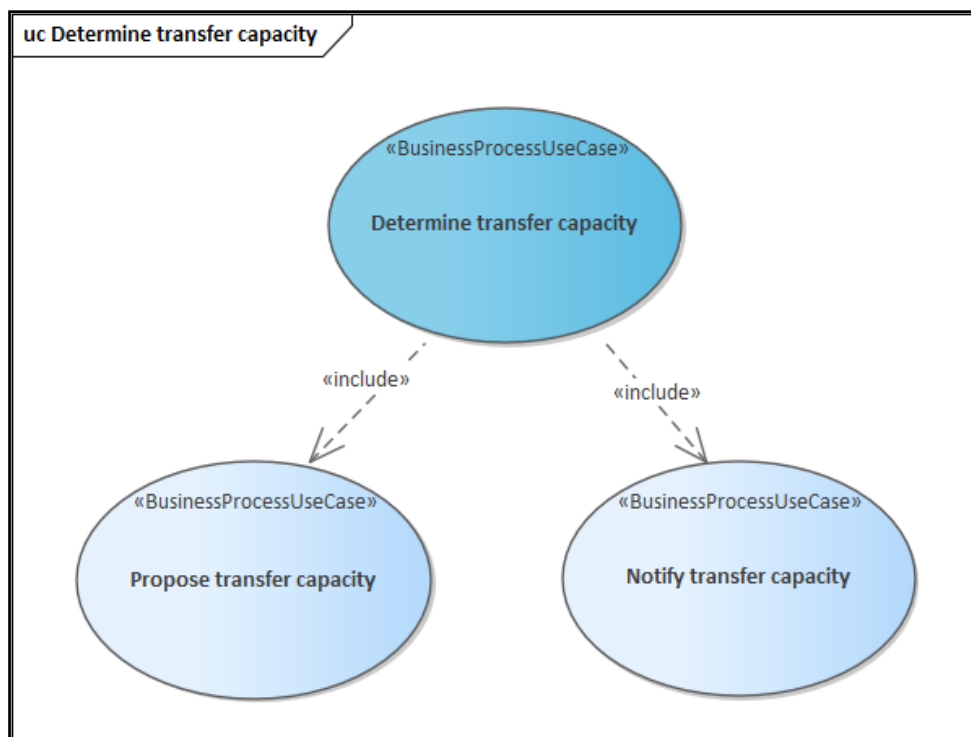 uc Determine transfer capacity
«BusinessProcessUseCase»
Determine transfer capacity
«include»
«include»
«BusinessProcessUseCase»
Propose transfer capacity
«BusinessProcessUseCase»
Notify transfer capacity